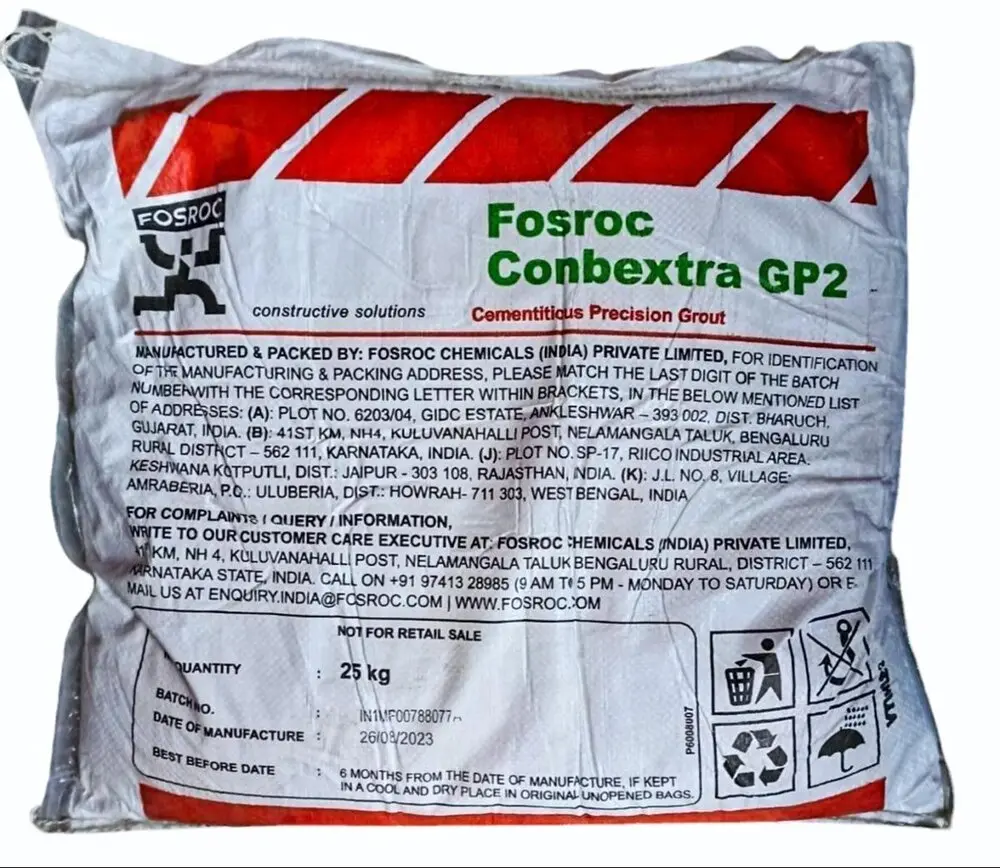 FOSROC
constructive solutions
Fosroc
Conbextra GP2
Cementitious Precision Grout
MANUFACTURED & PACKED BY: FOSROC CHEMICALS (INDIA) PRIVATE LIMITED, FOR IDENTIFICATION
OF THE MANUFACTURING & PACKING ADDRESS, PLEASE MATCH THE LAST DIGIT OF THE BATCH
NUMBER WITH THE CORRESPONDING LETTER WITHIN BRACKETS, IN THE BELOW MENTIONED LIST
OF ADDRESSES: (A): PLOT NO. 6203/04, GIDC ESTATE, ANKLESHWAR – 393 002, DIST. BHARUCH,
GUJARAT, INDIA. (B): 41ST KM, NH4, KULUVANAHALLI POST, NELAMANGALA TALUK, BENGALURU
RURAL DISTRICT – 562 111, KARNATAKA, INDIA. (J): PLOT NO. SP-17, RIICO INDUSTRIAL AREA,
KESHWANA KOTPUTLI, DIST.: JAIPUR - 303 108, RAJASTHAN, INDIA. (K): J.L. NO. 8, VILLAGE:
AMRABERIA, P.O.: ULUBERIA, DIST.: HOWRAH- 711 303, WEST BENGAL, INDIA
FOR COMPLAINTS / QUERY / INFORMATION,
WRITE TO OUR CUSTOMER CARE EXECUTIVE AT: FOSROC CHEMICALS (INDIA) PRIVATE LIMITED,
KM, NH 4, KULUVANAHALLI POST, NELAMANGALA TALUK BENGALURU RURAL, DISTRICT – 562 111
KARNATAKA STATE, INDIA. CALL ON +91 97413 28985 (9 AM TO 5 PM - MONDAY TO SATURDAY) OR E-
MAIL US AT ENQUIRY.INDIA@FOSROC.COM | WWW.FOSROC.COM
NOT FOR RETAIL SALE
QUANTITY : 25 kg
BATCH NO. :
DATE OF MANUFACTURE : 26/08/2023
BEST BEFORE DATE : 6 MONTHS FROM THE DATE OF MANUFACTURE, IF KEPT
IN A COOL AND DRY PLACE IN ORIGINAL UNOPENED BAGS.
P6008U07